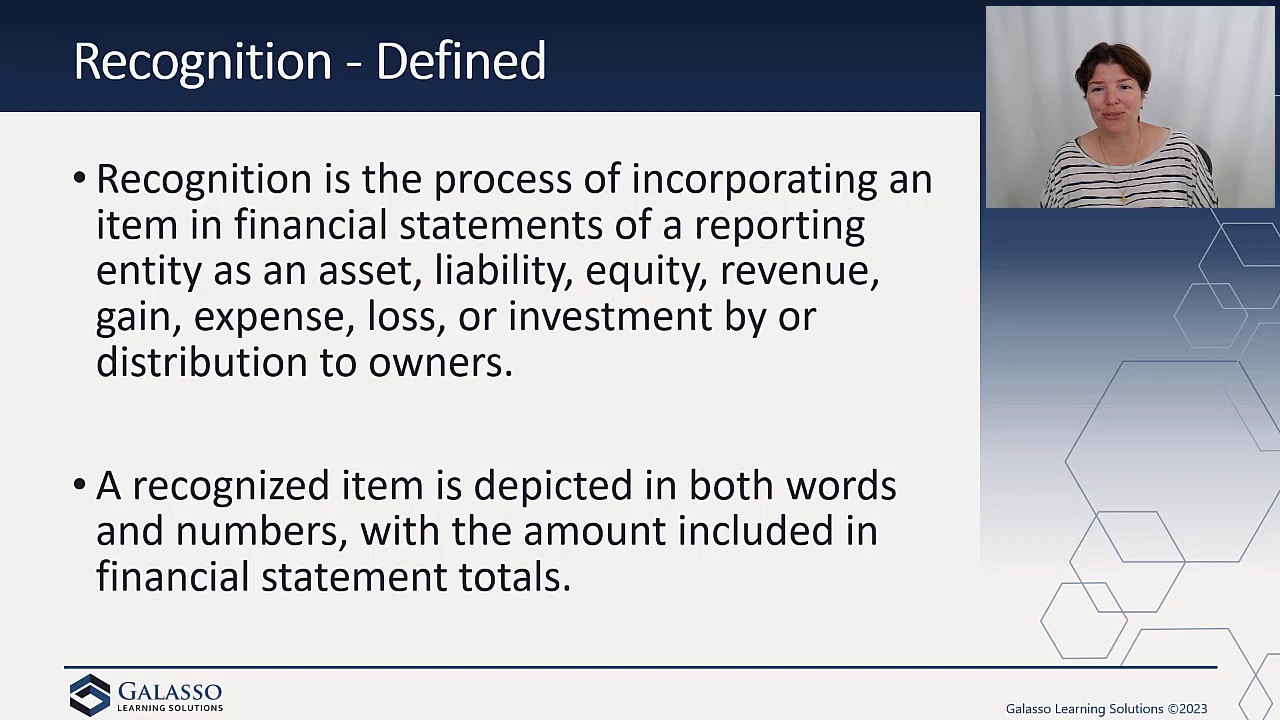 Recognition - Defined
• Recognition is the process of incorporating an
item in financial statements of a reporting
entity as an asset, liability, equity, revenue,
gain, expense, loss, or investment by or
distribution to owners.
• A recognized item is depicted in both words
and numbers, with the amount included in
financial statement totals.
GALASSO
LEARNING SOLUTIONS
Galasso Learning Solutions ©2023